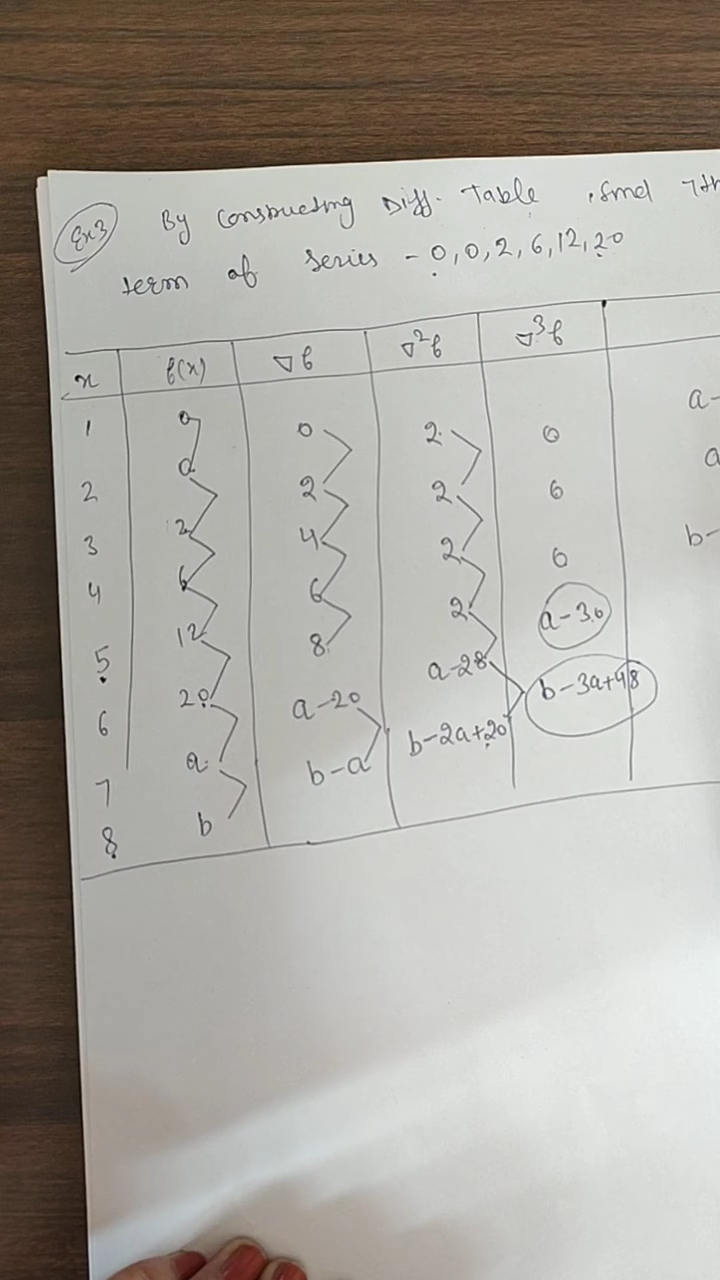 Ex3 By Constructing Diff. Table, find 7th
term of series - 0, 0, 2, 6, 12, 20
x f(x) ∇f ∇²f ∇³f
1 0 0 2 0 a-
2 0 2 2 0 a
3 2 4 2 0 b-
4 6 6 2 a-30
5 12 8 a-28 b-3a+48
6 20 a-20 b-2a+20
7 a b-a
8 b